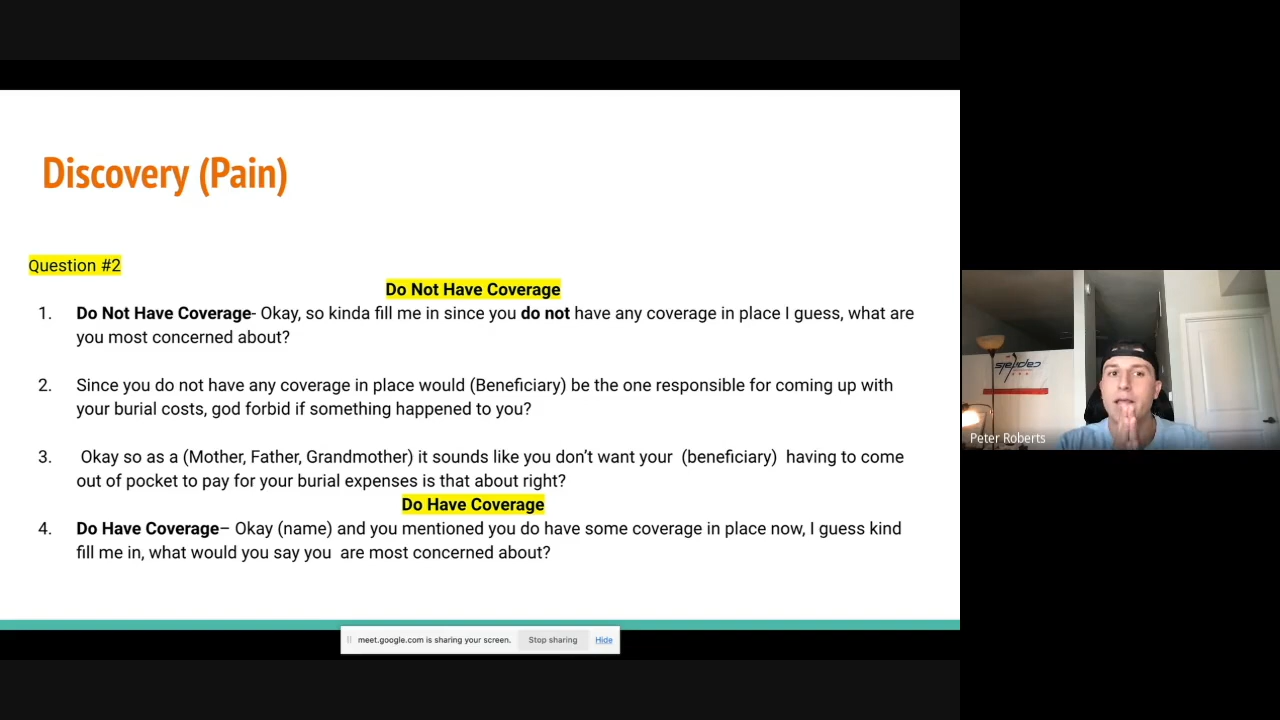 Discovery (Pain)
Question #2
Do Not Have Coverage
1. Do Not Have Coverage- Okay, so kinda fill me in since you do not have any coverage in place I guess, what are
you most concerned about?
2. Since you do not have any coverage in place would (Beneficiary) be the one responsible for coming up with
your burial costs, god forbid if something happened to you?
3. Okay so as a (Mother, Father, Grandmother) it sounds like you don’t want your (beneficiary) having to come
out of pocket to pay for your burial expenses is that about right?
Do Have Coverage
4. Do Have Coverage– Okay (name) and you mentioned you do have some coverage in place now, I guess kind
fill me in, what would you say you are most concerned about?
meet.google.com is sharing your screen. Stop sharing Hide
capitals
Peter Roberts